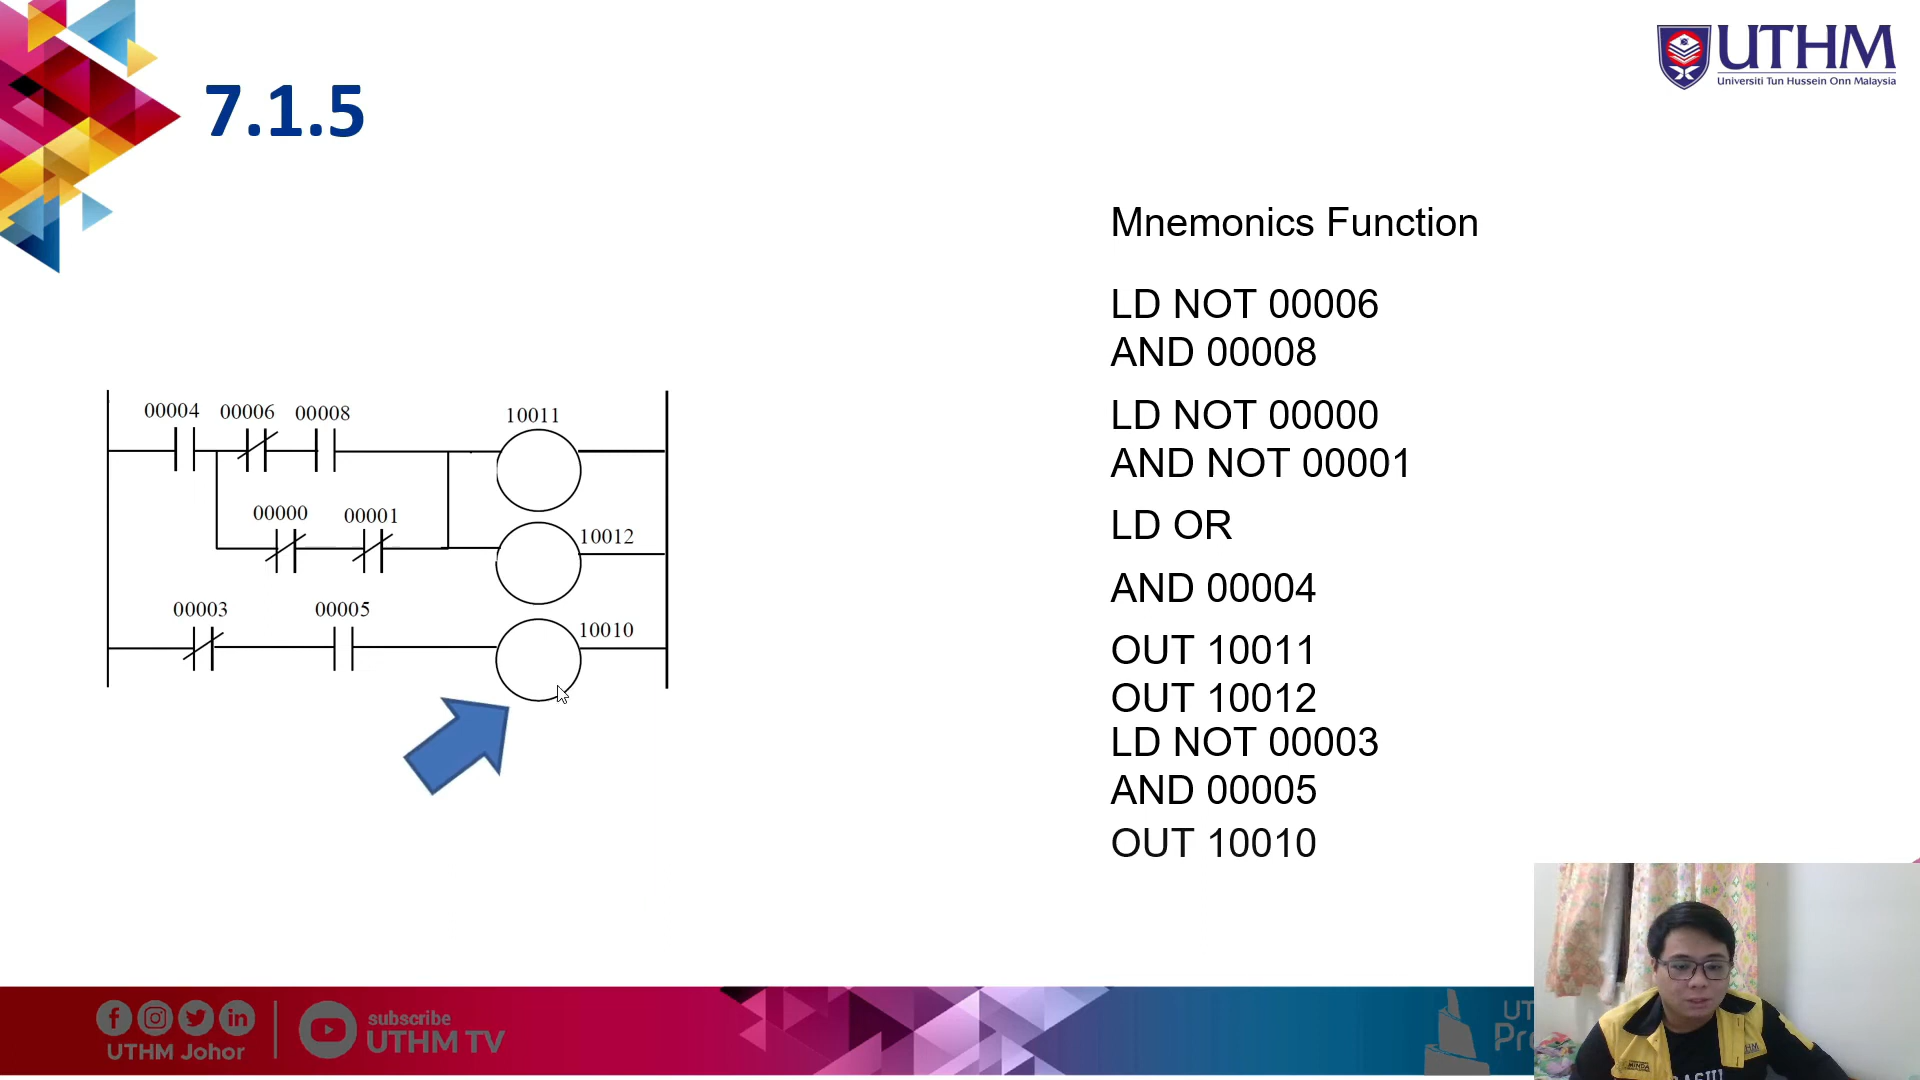 7.1.5
UTHM
Universiti Tun Hussein Onn Malaysia
Mnemonics Function
LD NOT 00006
AND 00008
LD NOT 00000
AND NOT 00001
LD OR
AND 00004
OUT 10011
OUT 10012
LD NOT 00003
AND 00005
OUT 10010
00004 00006 00008 10011
00000 00001 10012
00003 00005 10010
subscribe
UTHM TV
UTHM Johor